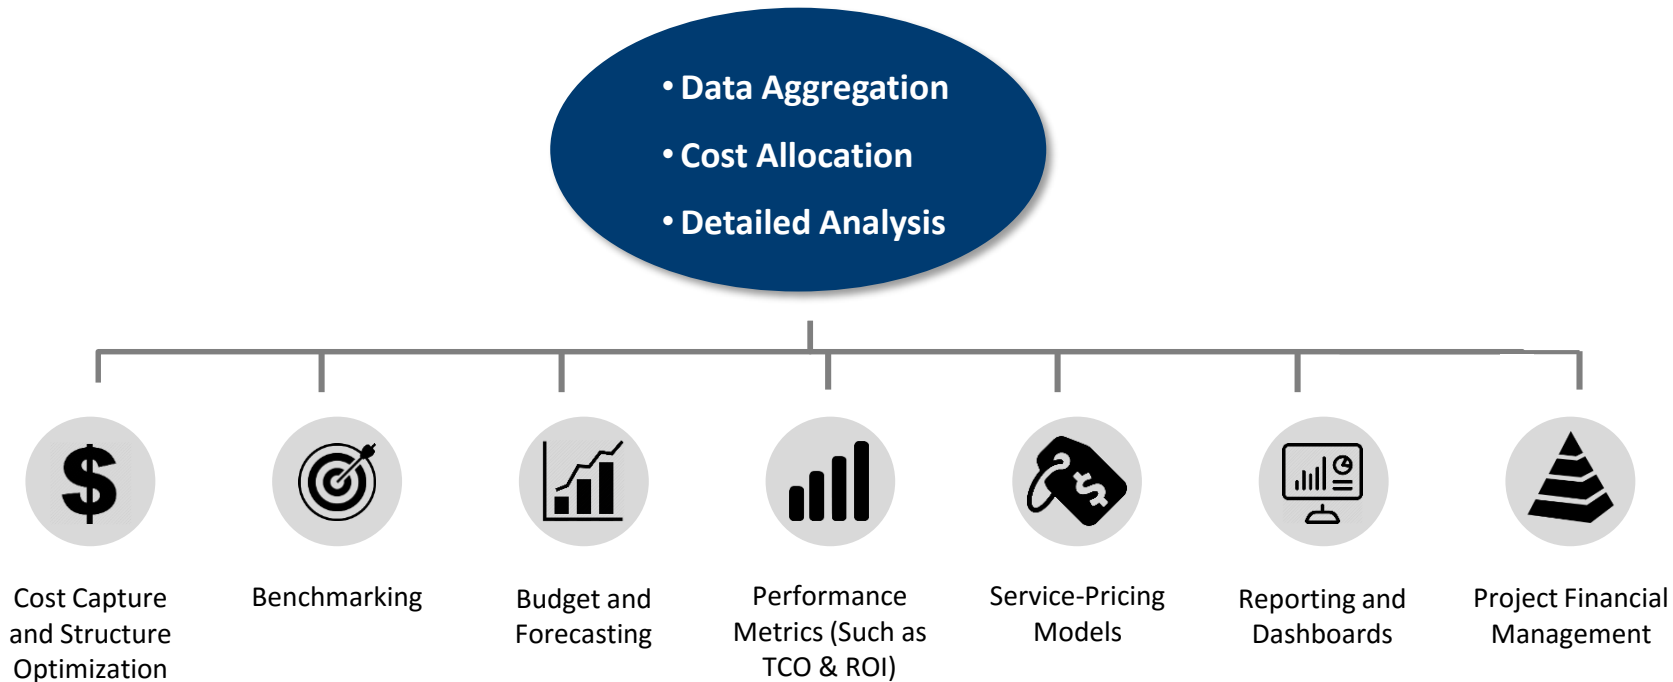 • Data Aggregation
• Cost Allocation
• Detailed Analysis
$
$
Cost Capture
and Structure
Optimization
Benchmarking
Budget and
Forecasting
Performance
Metrics (Such as
TCO & ROI)
Service-Pricing
Models
Reporting and
Dashboards
Project Financial
Management